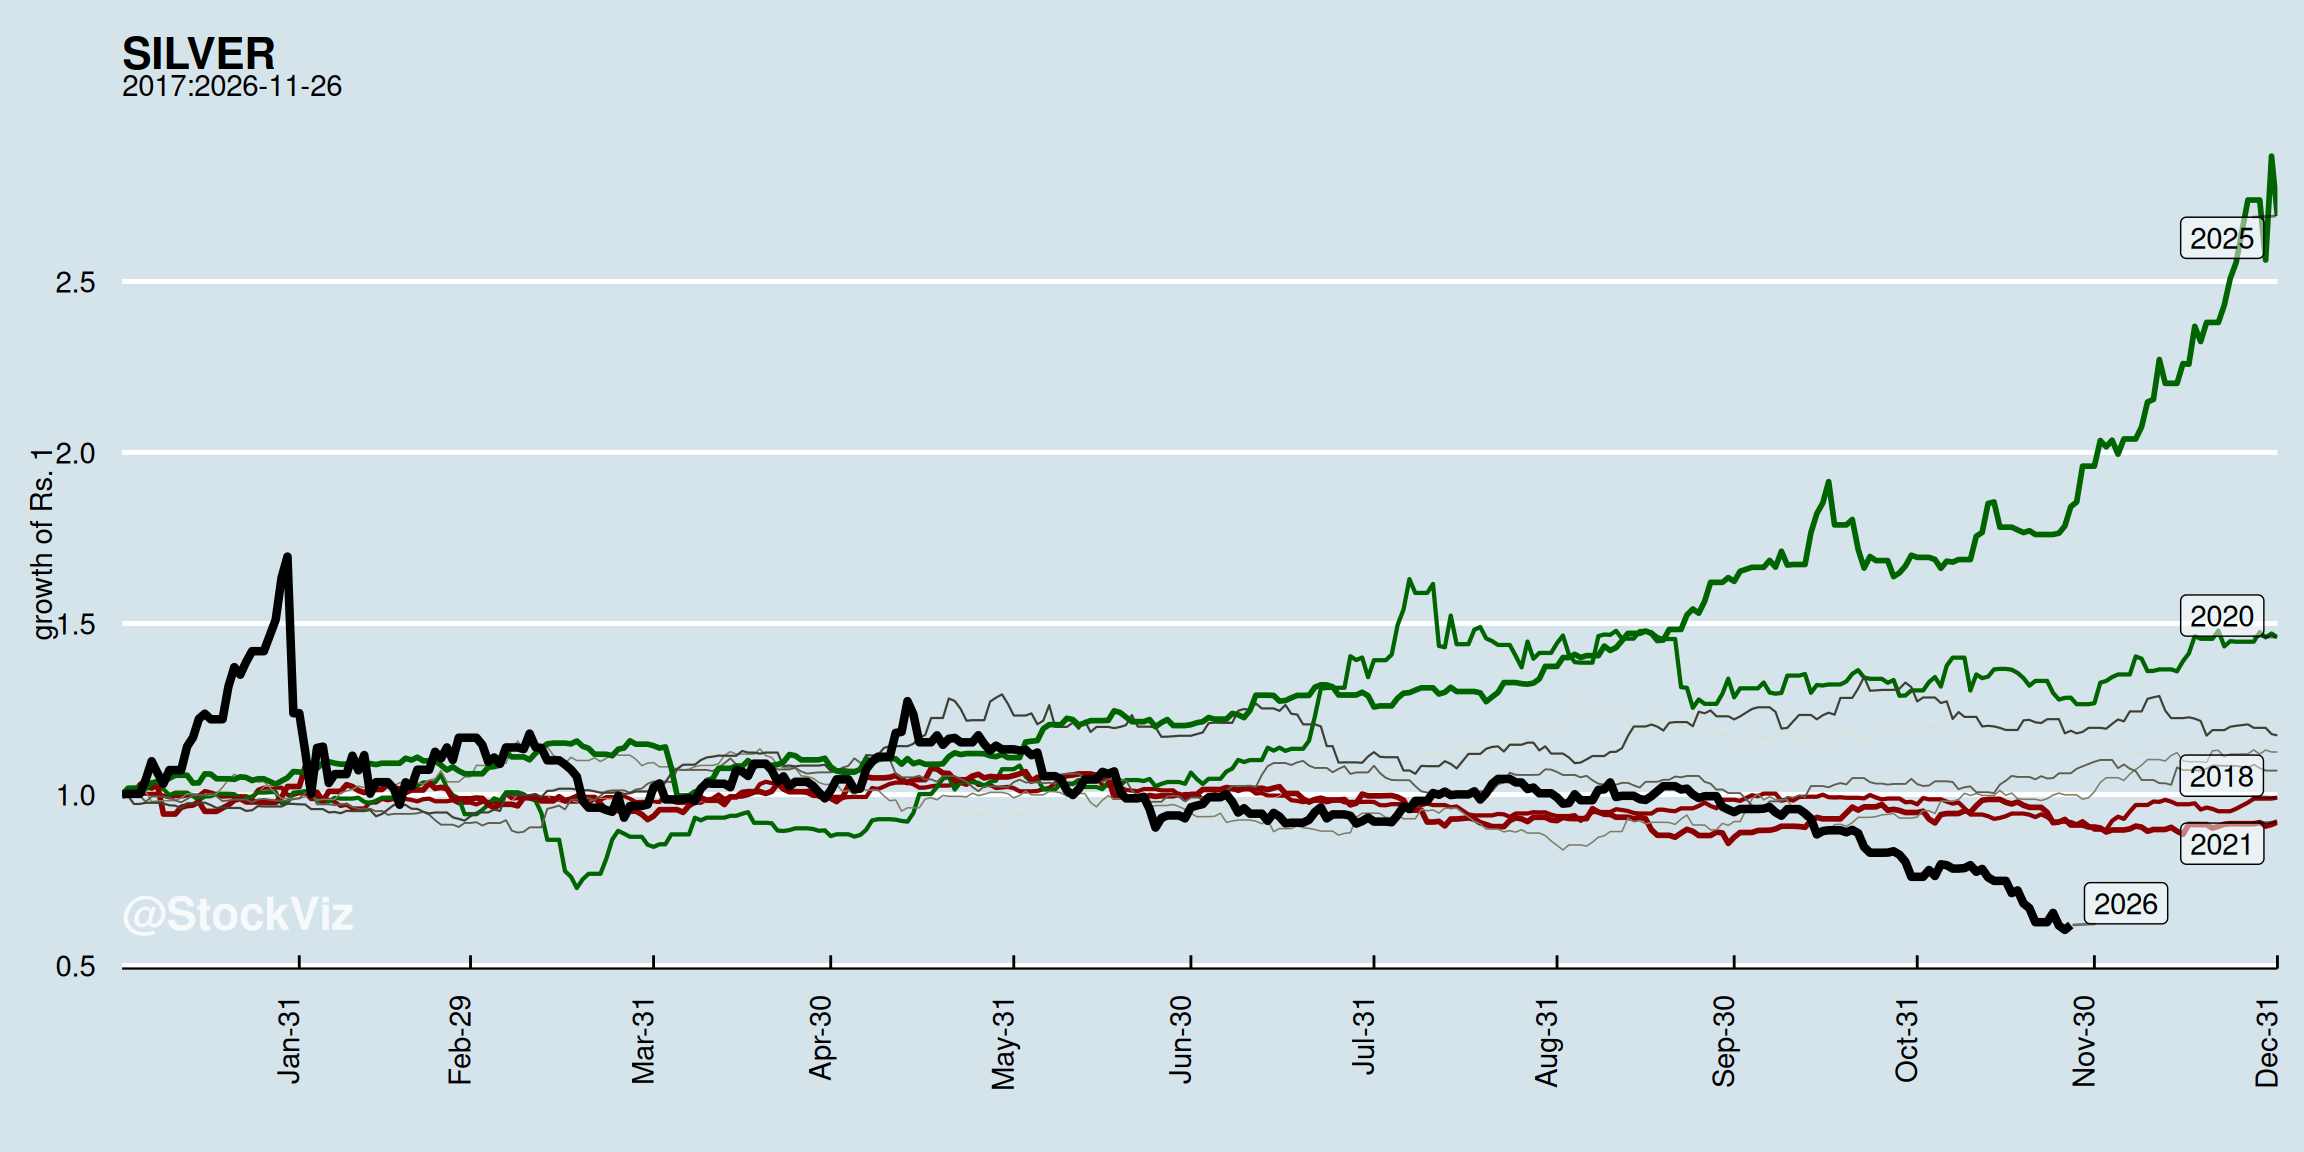 SILVER
2017:2026-11-26
growth of Rs. 1
2.5
2.0
1.5
1.0
0.5
2025
2020
2018
2021
2026
@StockViz
Jan-31
Feb-29
Mar-31
Apr-30
May-31
Jun-30
Jul-31
Aug-31
Sep-30
Oct-31
Nov-30
Dec-31